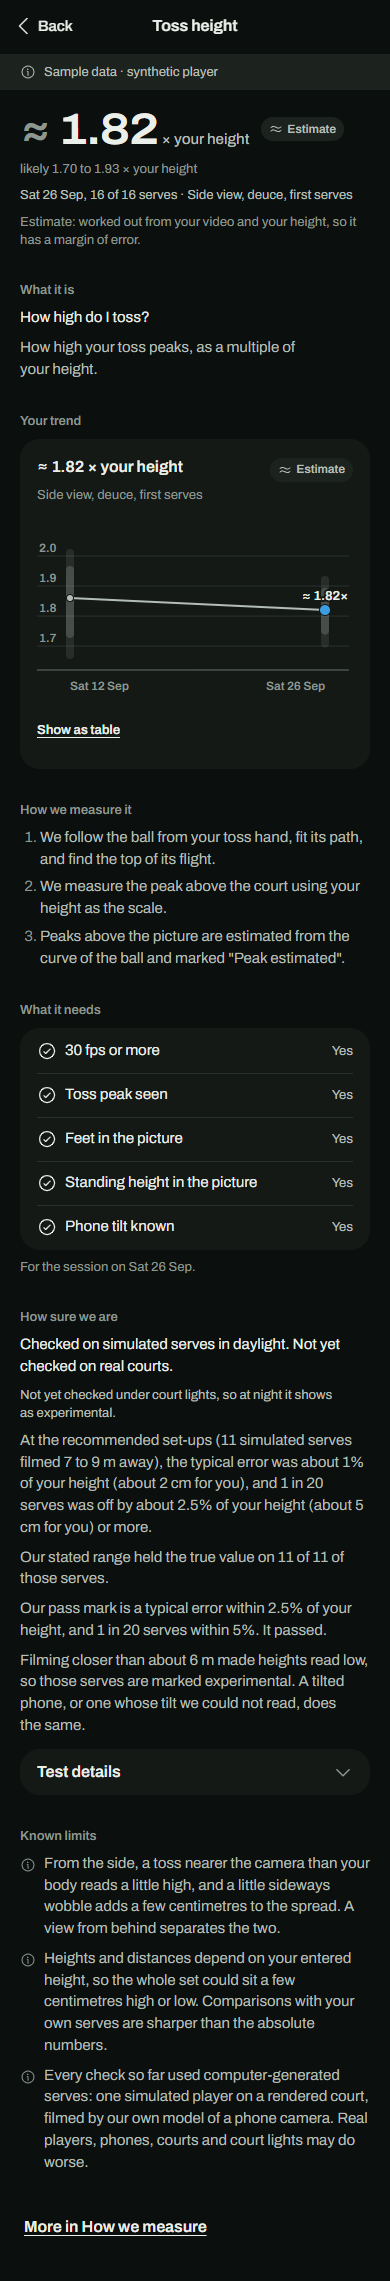 Back
Toss height
Sample data · synthetic player
≈ 1.82 × your height
≈ Estimate
likely 1.70 to 1.93 × your height
Sat 26 Sep, 16 of 16 serves · Side view, deuce, first serves
Estimate: worked out from your video and your height, so it
has a margin of error.
What it is
How high do I toss?
How high your toss peaks, as a multiple of
your height.
Your trend
≈ 1.82 × your height
≈ Estimate
Side view, deuce, first serves
2.0
1.9
1.8
1.7
≈ 1.82×
Sat 12 Sep
Sat 26 Sep
Show as table
How we measure it
1. We follow the ball from your toss hand, fit its path,
and find the top of its flight.
2. We measure the peak above the court using your
height as the scale.
3. Peaks above the picture are estimated from the
curve of the ball and marked "Peak estimated".
What it needs
30 fps or more Yes
Toss peak seen Yes
Feet in the picture Yes
Standing height in the picture Yes
Phone tilt known Yes
For the session on Sat 26 Sep.
How sure we are
Checked on simulated serves in daylight. Not yet
checked on real courts.
Not yet checked under court lights, so at night it shows
as experimental.
At the recommended set-ups (11 simulated serves
filmed 7 to 9 m away), the typical error was about 1%
of your height (about 2 cm for you), and 1 in 20
serves was off by about 2.5% of your height (about 5
cm for you) or more.
Our stated range held the true value on 11 of 11 of
those serves.
Our pass mark is a typical error within 2.5% of your
height, and 1 in 20 serves within 5%. It passed.
Filming closer than about 6 m made heights read low,
so those serves are marked experimental. A tilted
phone, or one whose tilt we could not read, does
the same.
Test details
Known limits
From the side, a toss nearer the camera than your
body reads a little high, and a little sideways
wobble adds a few centimetres to the spread. A
view from behind separates the two.
Heights and distances depend on your entered
height, so the whole set could sit a few
centimetres high or low. Comparisons with your
own serves are sharper than the absolute
numbers.
Every check so far used computer-generated
serves: one simulated player on a rendered court,
filmed by our own model of a phone camera. Real
players, phones, courts and court lights may do
worse.
More in How we measure